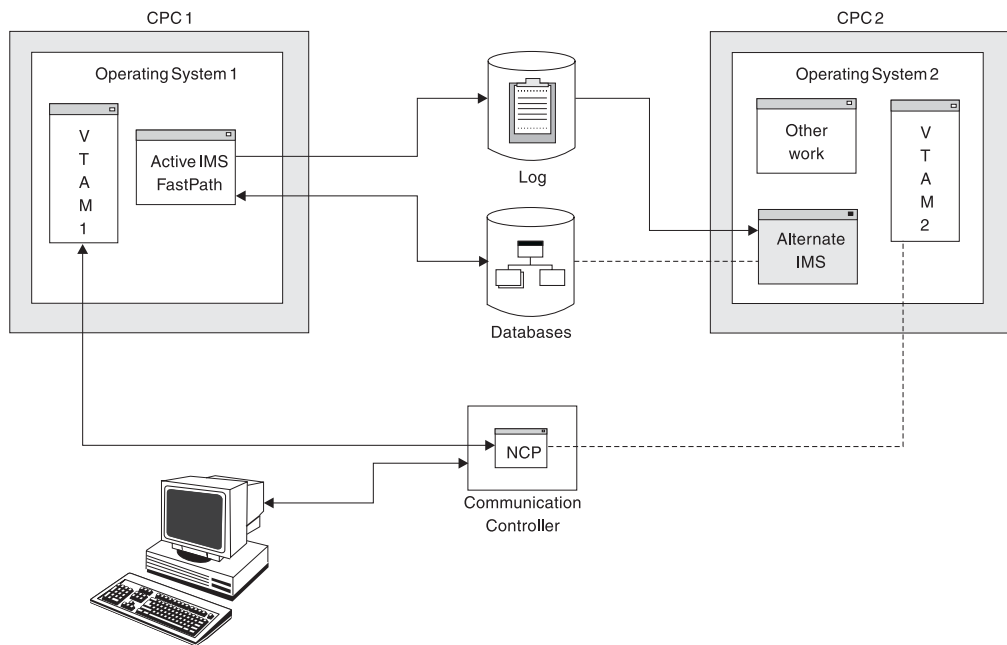 CPC 1
CPC 2
Operating System 1
Operating System 2
V
T
A
M
1
Active IMS
FastPath
Log
Other
work
V
T
A
M
2
Alternate
IMS
Databases
NCP
Communication
Controller